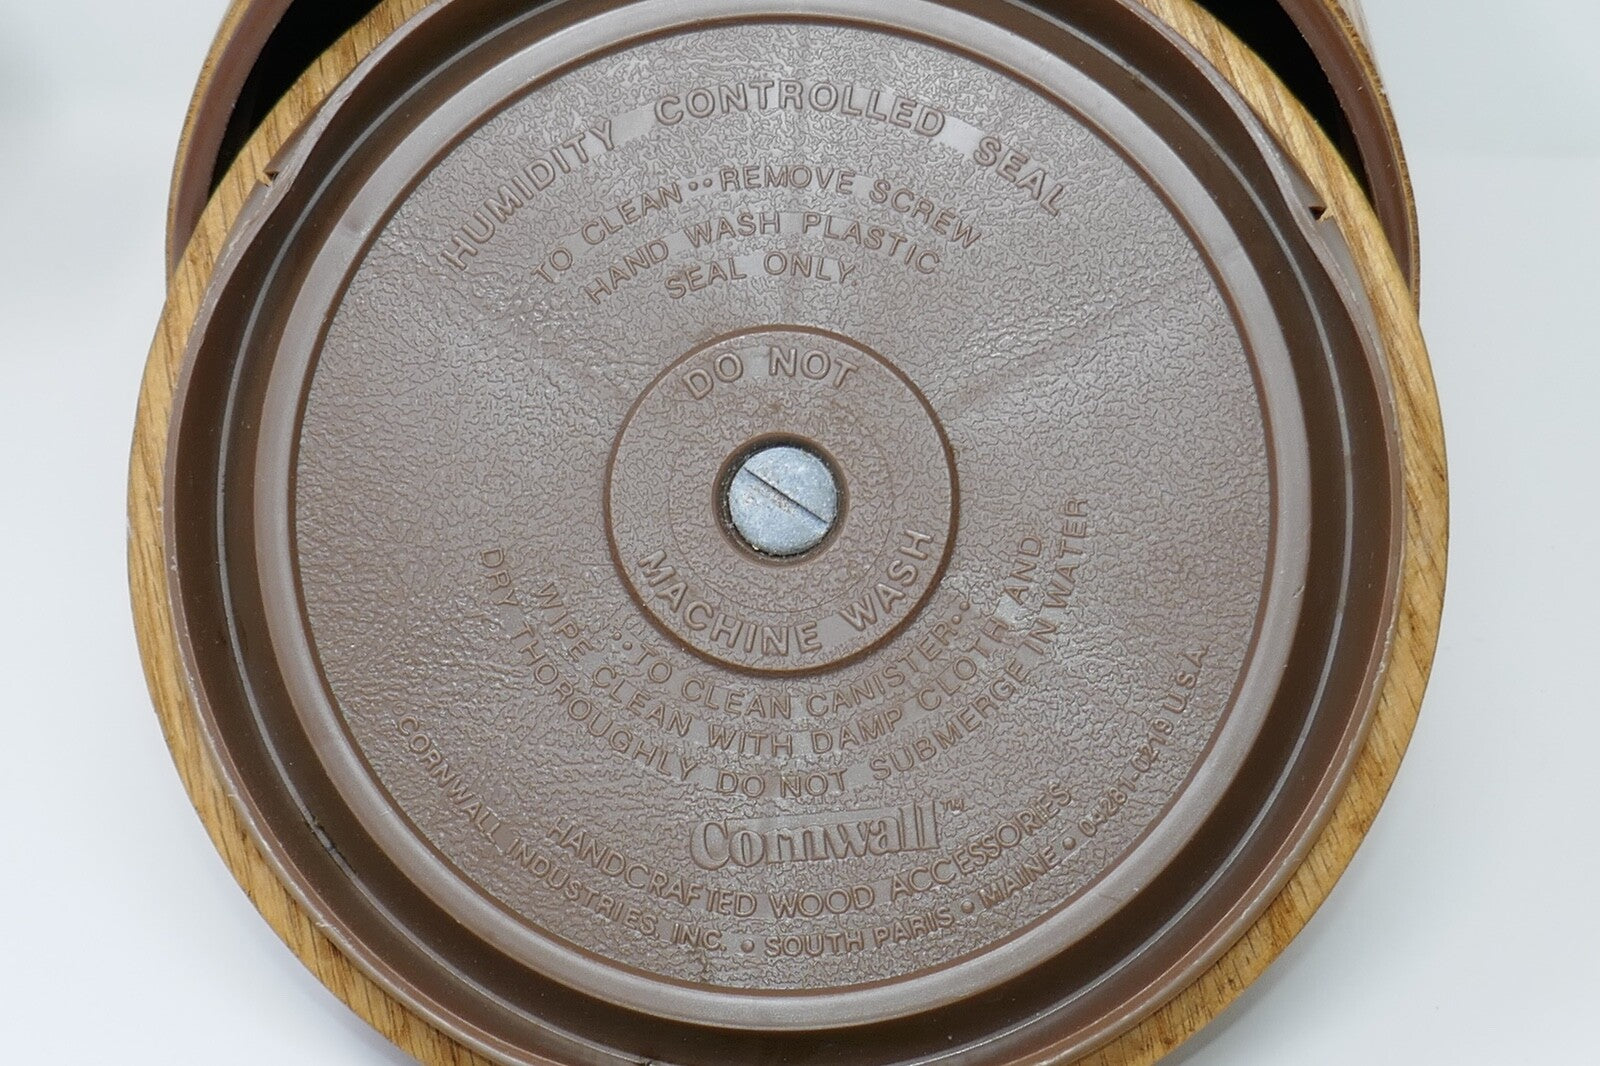 HUMIDITY CONTROLLED SEAL
TO CLEAN•• REMOVE SCREW
HAND WASH PLASTIC
SEAL ONLY.
DO NOT
MACHINE WASH
••TO CLEAN CANISTER••
WIPE CLEAN WITH DAMP CLOTH AND
DRY THOROUGHLY DO NOT SUBMERGE IN WATER
Cornwall™
HANDCRAFTED WOOD ACCESSORIES
CORNWALL INDUSTRIES, INC. • SOUTH PARIS • MAINE • 04281-0219 U.S.A.